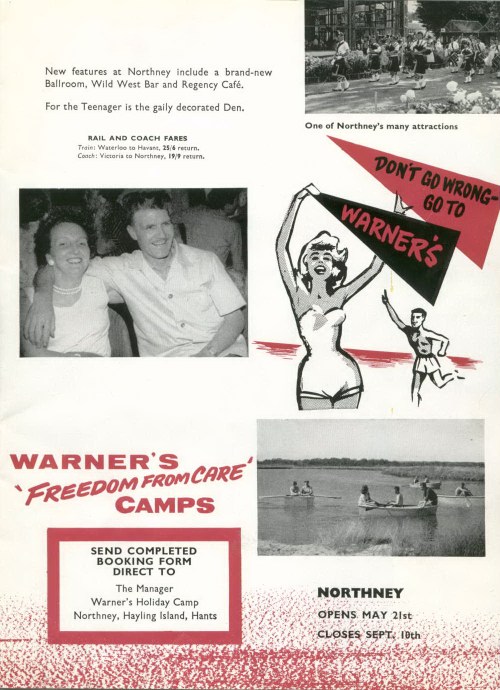 New features at Northney include a brand-new
Ballroom, Wild West Bar and Regency Café.
For the Teenager is the gaily decorated Den.
RAIL AND COACH FARES
Train: Waterloo to Havant, 25/6 return.
Coach: Victoria to Northney, 19/9 return.
One of Northney's many attractions
DON'T GO WRONG-
GO TO
WARNER'S
WARNER'S
'FREEDOM FROM CARE'
CAMPS
SEND COMPLETED
BOOKING FORM
DIRECT TO
The Manager
Warner's Holiday Camp
Northney, Hayling Island, Hants
NORTHNEY
OPENS MAY 21st
CLOSES SEPT. 10th